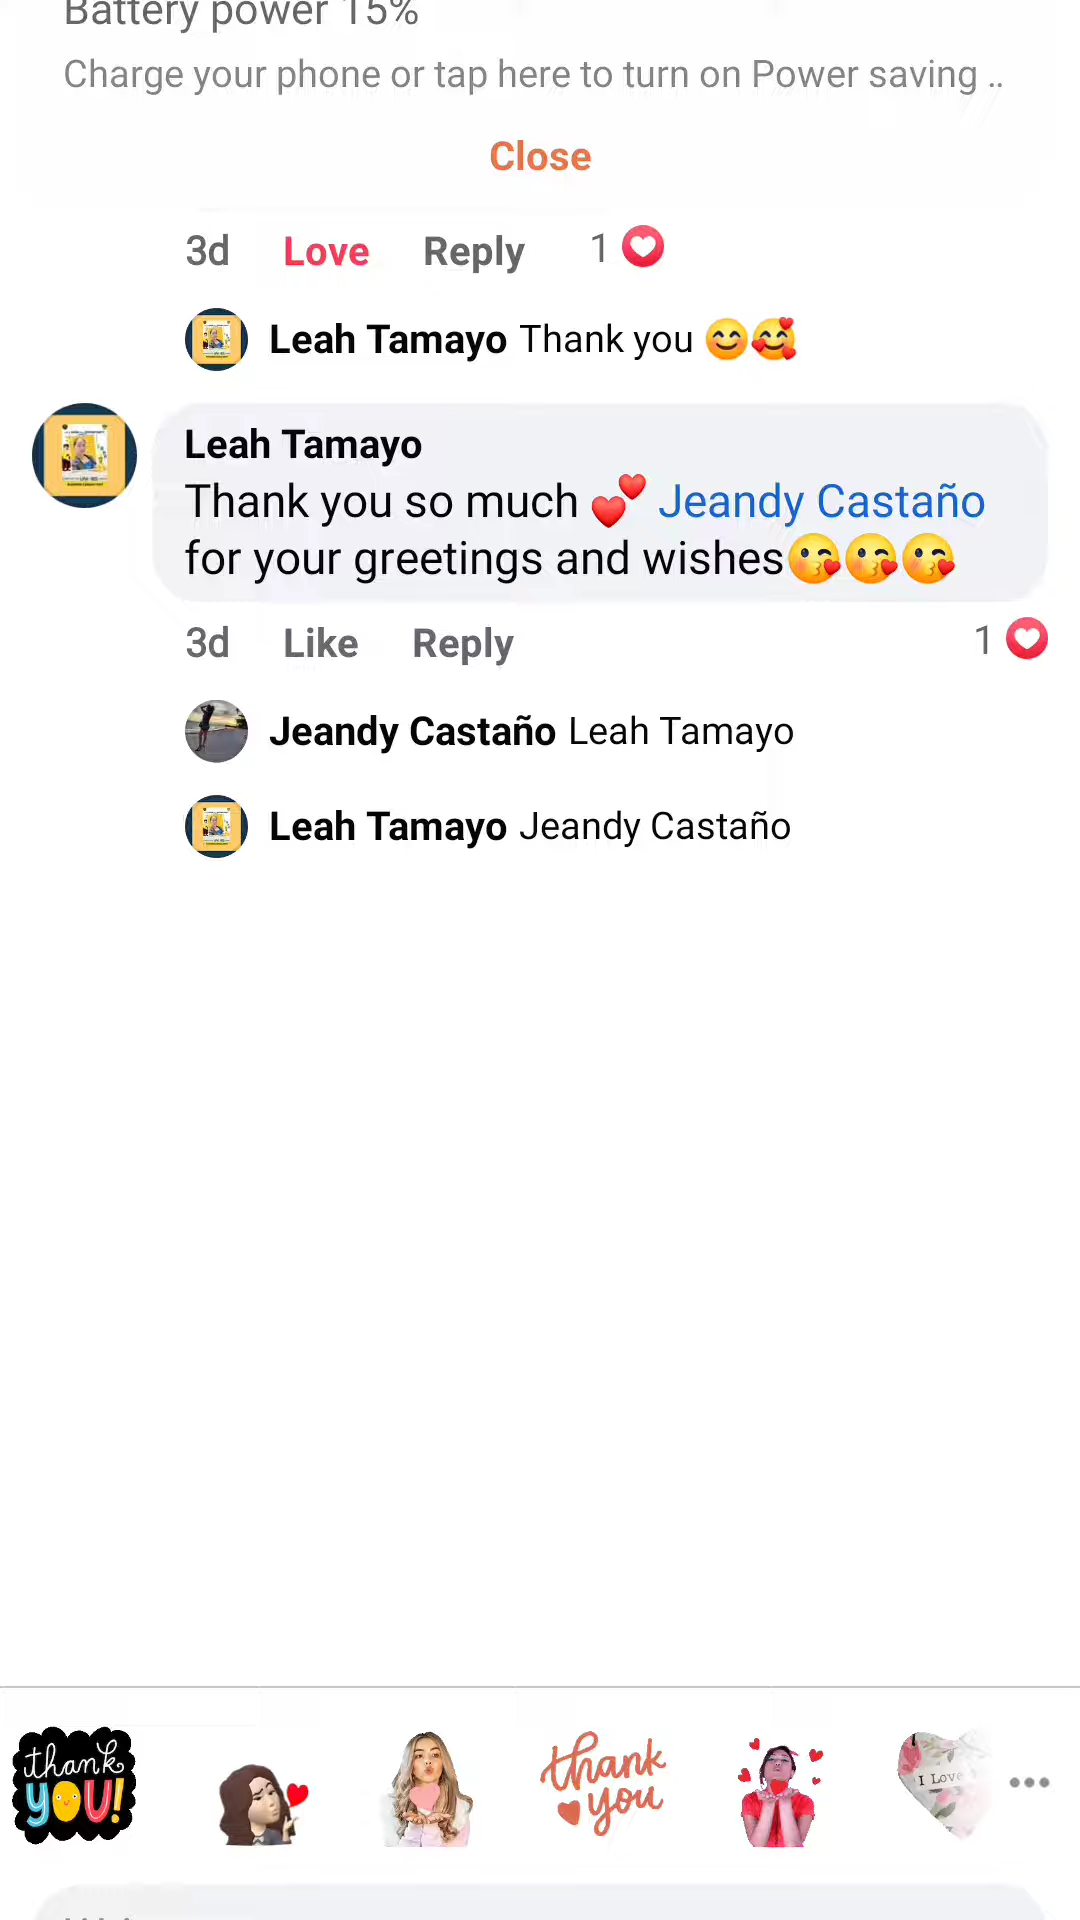 Battery power 15%
Charge your phone or tap here to turn on Power saving ..
Close
3d Love Reply 1
Leah Tamayo Thank you 😊🥰
Leah Tamayo
Thank you so much 💕 Jeandy Castaño
for your greetings and wishes😘😘😘
3d Like Reply 1
Jeandy Castaño Leah Tamayo
Leah Tamayo Jeandy Castaño
thank
you!
thank
you
I Love